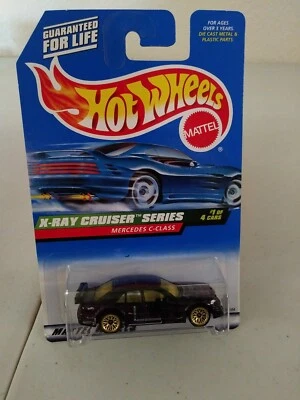 GUARANTEED
FOR LIFE
FOR AGES
OVER 3 YEARS
DIE CAST METAL &
PLASTIC PARTS
HOT WHEELS
MATTEL
X-RAY CRUISER™ SERIES
MERCEDES C-CLASS
#1 OF
4 CARS